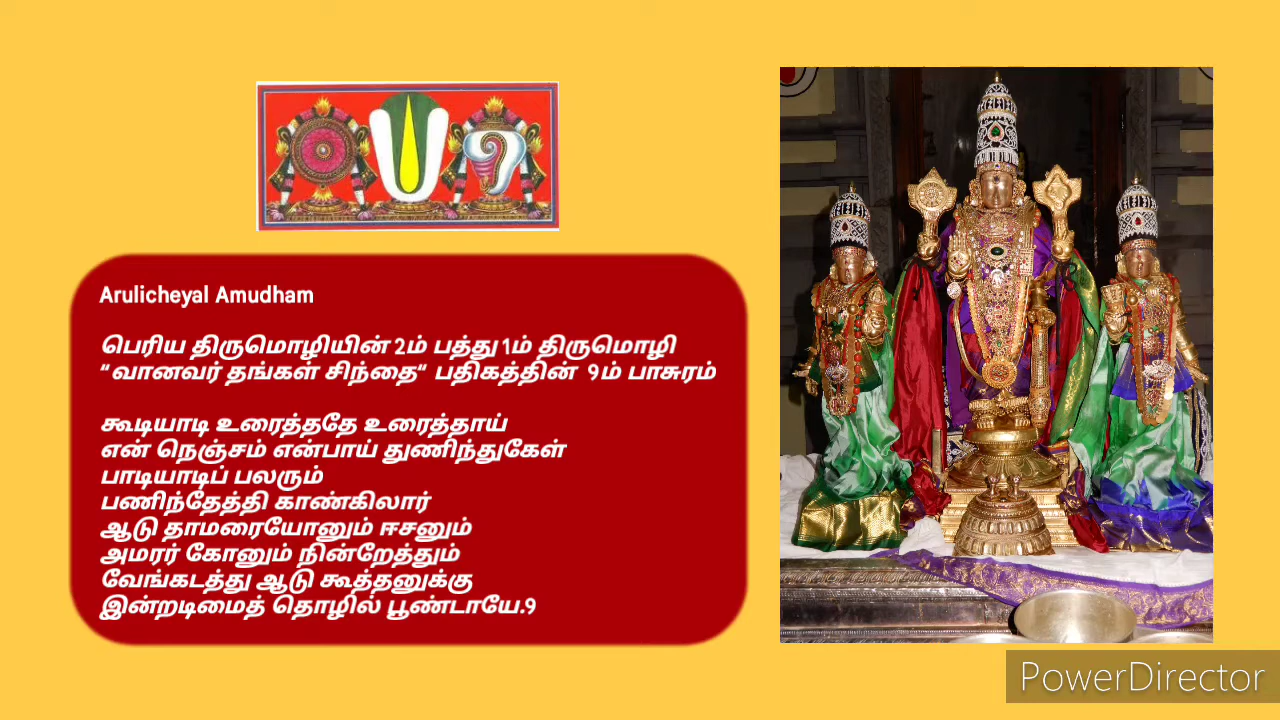 Arulicheyal Amudham
பெரிய திருமொழியின் 2ம் பத்து 1ம் திருமொழி
“வானவர் தங்கள் சிந்தை“ பதிகத்தின் 9ம் பாசுரம்
கூடியாடி உரைத்ததே உரைத்தாய்
என் நெஞ்சம் என்பாய் துணிந்துகேள்
பாடியாடிப் பலரும்
பணிந்தேத்தி காண்கிலார்
ஆடு தாமரையோனும் ஈசனும்
அமரர் கோனும் நின்றேத்தும்
வேங்கடத்து ஆடு கூத்தனுக்கு
இன்றடிமைத் தொழில் பூண்டாயே.9
PowerDirector